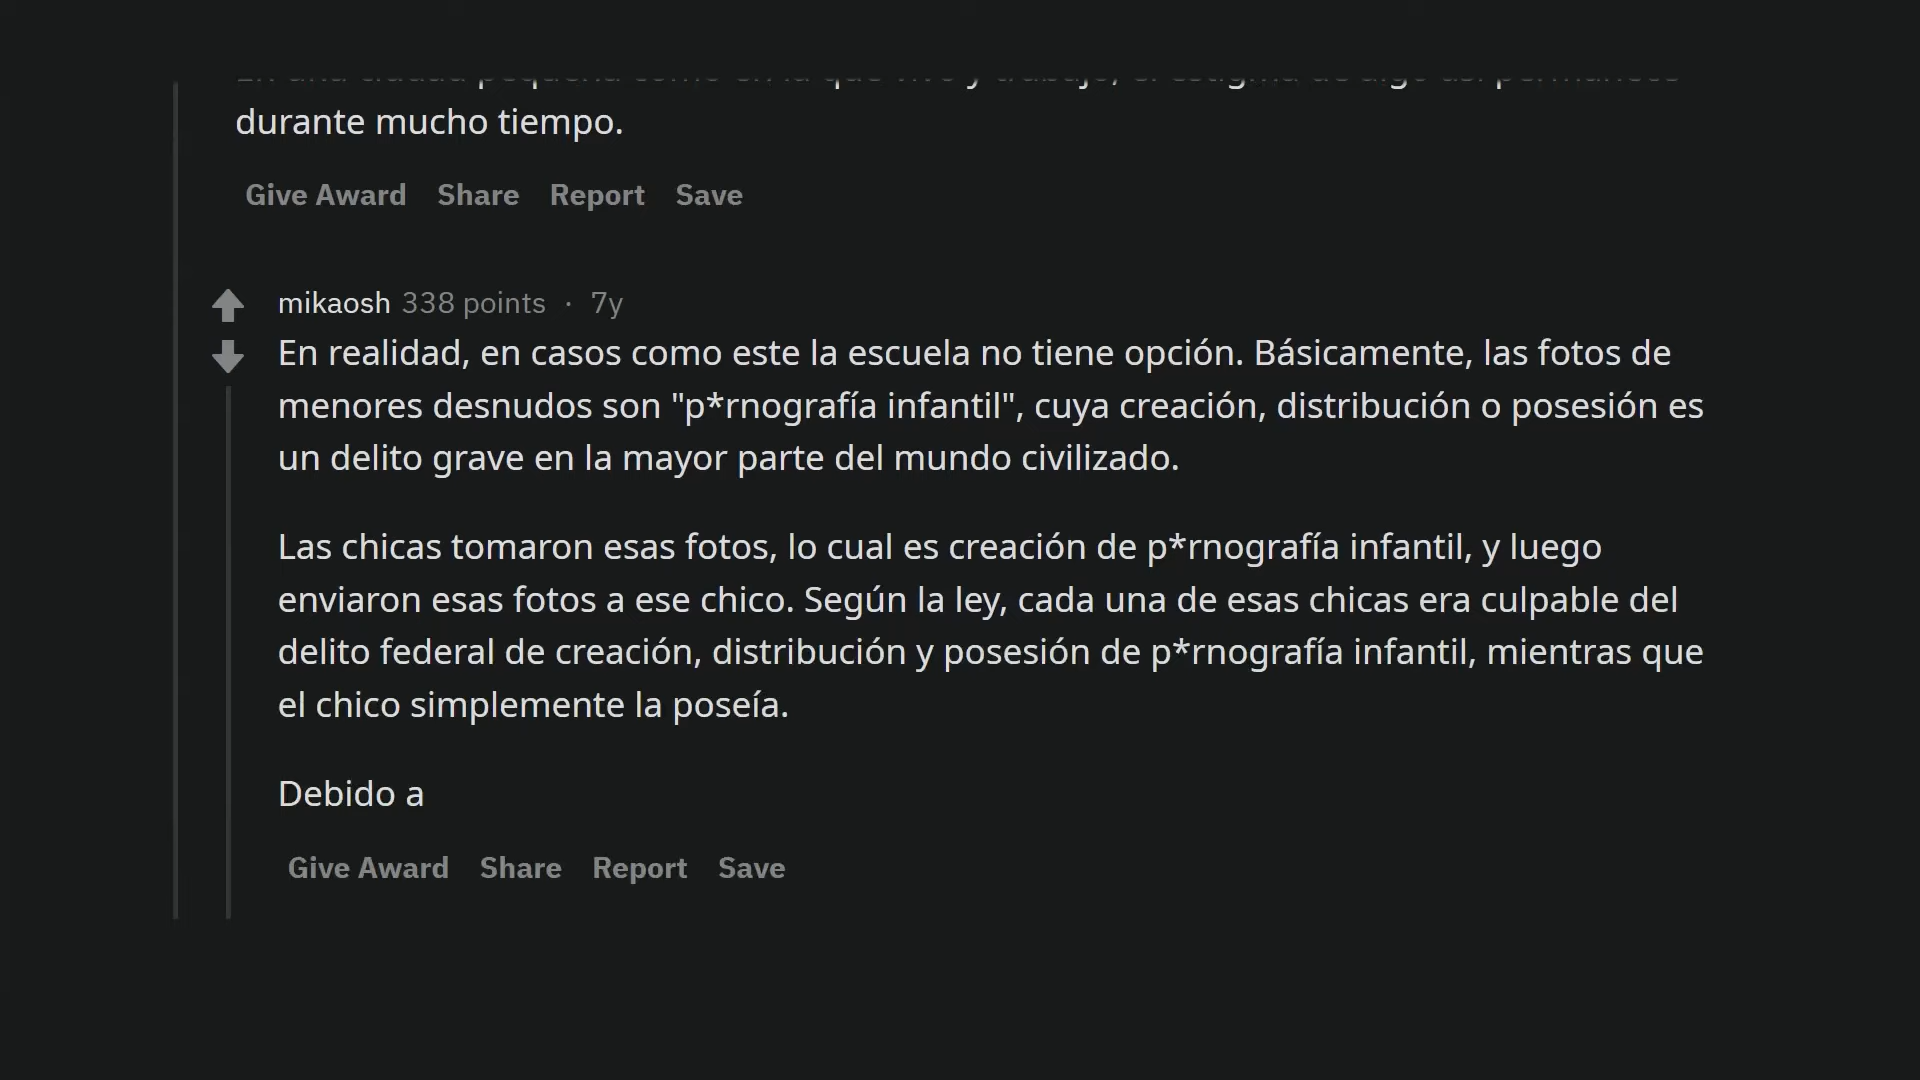 durante mucho tiempo.
Give Award Share Report Save
mikaosh 338 points · 7y
En realidad, en casos como este la escuela no tiene opción. Básicamente, las fotos de
menores desnudos son "p*rnografía infantil", cuya creación, distribución o posesión es
un delito grave en la mayor parte del mundo civilizado.
Las chicas tomaron esas fotos, lo cual es creación de p*rnografía infantil, y luego
enviaron esas fotos a ese chico. Según la ley, cada una de esas chicas era culpable del
delito federal de creación, distribución y posesión de p*rnografía infantil, mientras que
el chico simplemente la poseía.
Debido a
Give Award Share Report Save